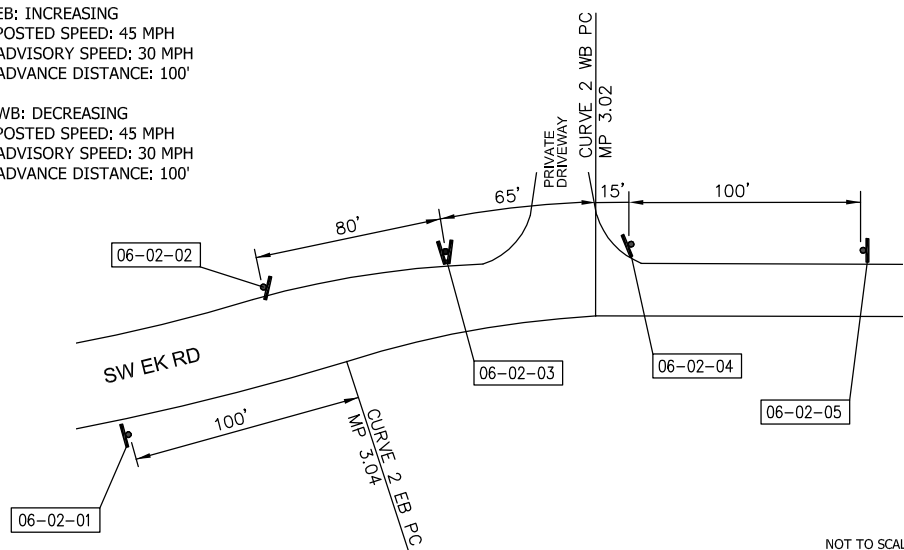 EB: INCREASING
POSTED SPEED: 45 MPH
ADVISORY SPEED: 30 MPH
ADVANCE DISTANCE: 100'
WB: DECREASING
POSTED SPEED: 45 MPH
ADVISORY SPEED: 30 MPH
ADVANCE DISTANCE: 100'
CURVE 2 WB PC
MP 3.02
PRIVATE
DRIVEWAY
65'
15'
100'
80'
06-02-02
SW EK RD
06-02-03
06-02-04
06-02-05
100'
CURVE 2 EB PC
MP 3.04
06-02-01
NOT TO SCAL